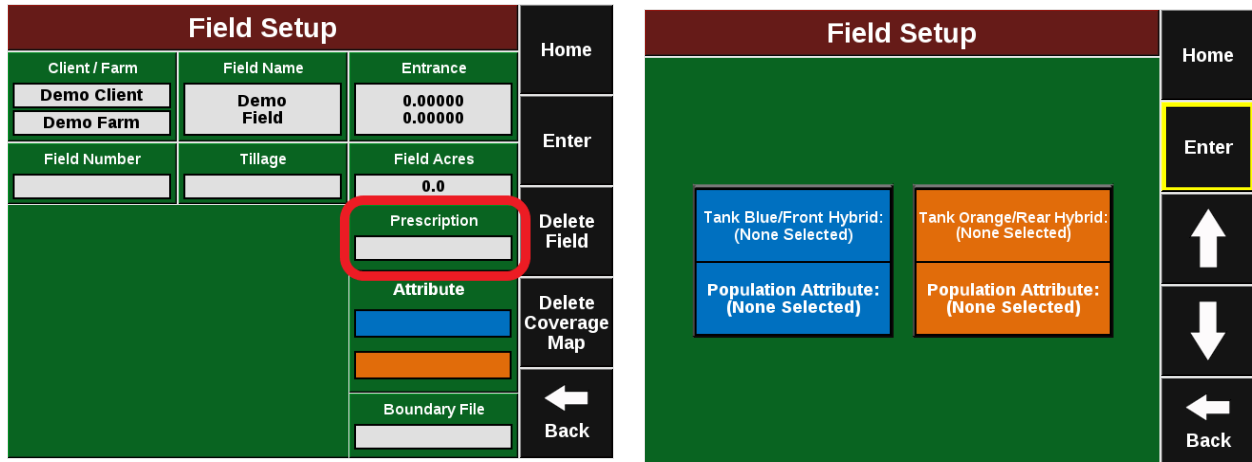 Field Setup
Client / Farm
Field Name
Entrance
Demo Client
Demo Farm
Demo
Field
0.00000
0.00000
Field Number
Tillage
Field Acres
0.0
Prescription
Attribute
Boundary File
Home
Enter
Delete
Field
Delete
Coverage
Map
Back
Field Setup
Tank Blue/Front Hybrid:
(None Selected)
Population Attribute:
(None Selected)
Tank Orange/Rear Hybrid:
(None Selected)
Population Attribute:
(None Selected)
Home
Enter
Back